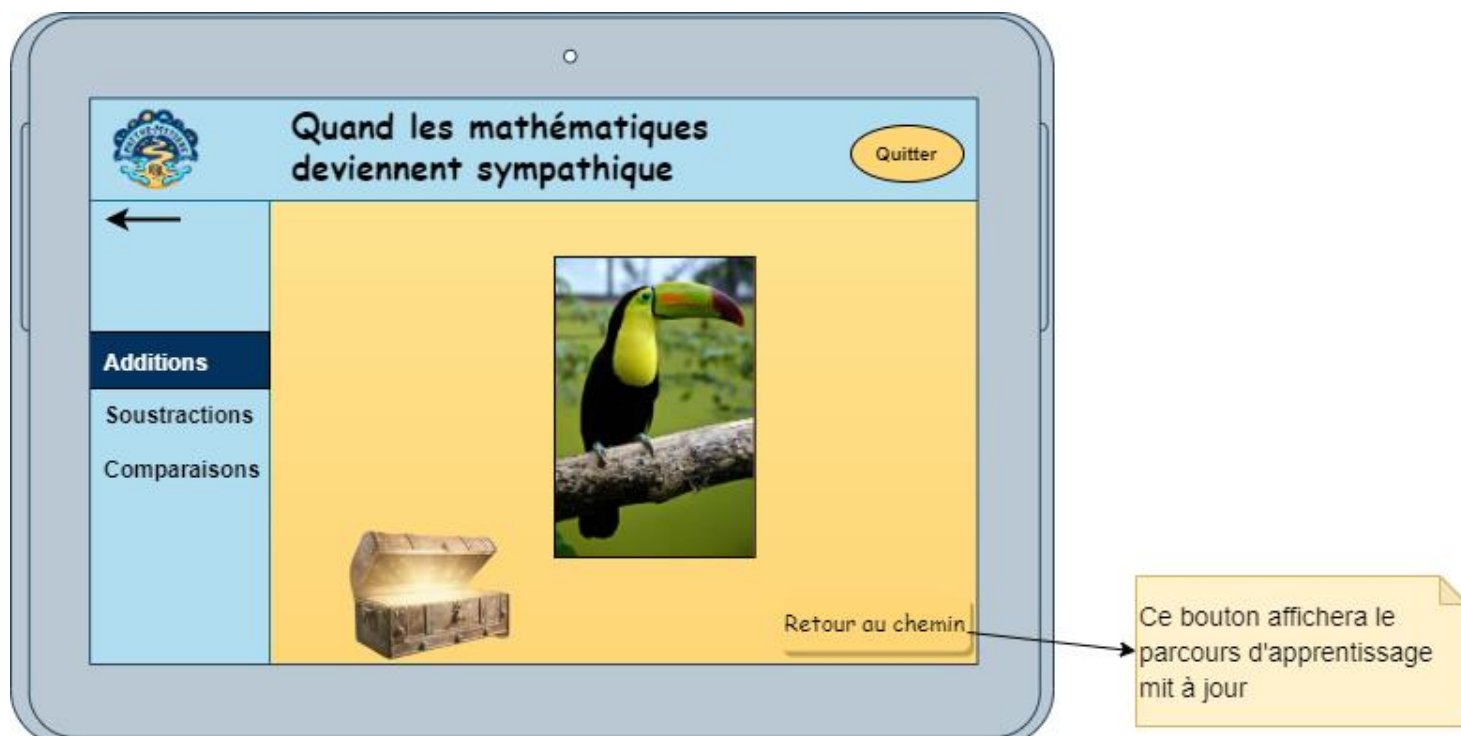 Quand les mathématiques
deviennent sympathique
Quitter
Additions
Soustractions
Comparaisons
Retour au chemin
Ce bouton affichera le
parcours d'apprentissage
mit à jour